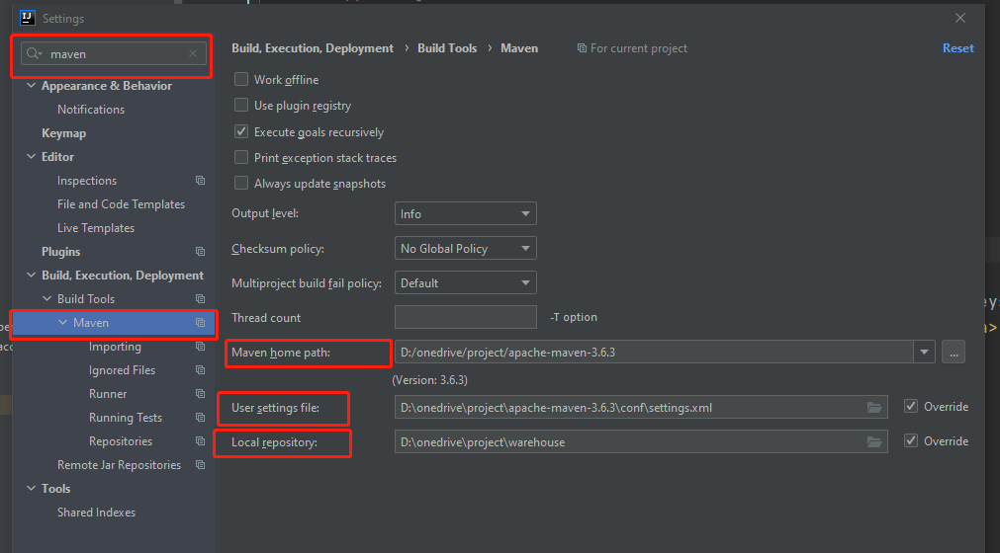 Settings
maven
Build, Execution, Deployment › Build Tools › Maven For current project Reset
Appearance & Behavior
Notifications
Keymap
Editor
Inspections
File and Code Templates
Live Templates
Plugins
Build, Execution, Deployment
Build Tools
Maven
Importing
Ignored Files
Runner
Running Tests
Repositories
Remote Jar Repositories
Tools
Shared Indexes
Work offline
Use plugin registry
Execute goals recursively
Print exception stack traces
Always update snapshots
Output level: Info
Checksum policy: No Global Policy
Multiproject build fail policy: Default
Thread count -T option
Maven home path: D:/onedrive/project/apache-maven-3.6.3 ...
(Version: 3.6.3)
User settings file: D:\onedrive\project\apache-maven-3.6.3\conf\settings.xml Override
Local repository: D:\onedrive\project\warehouse Override